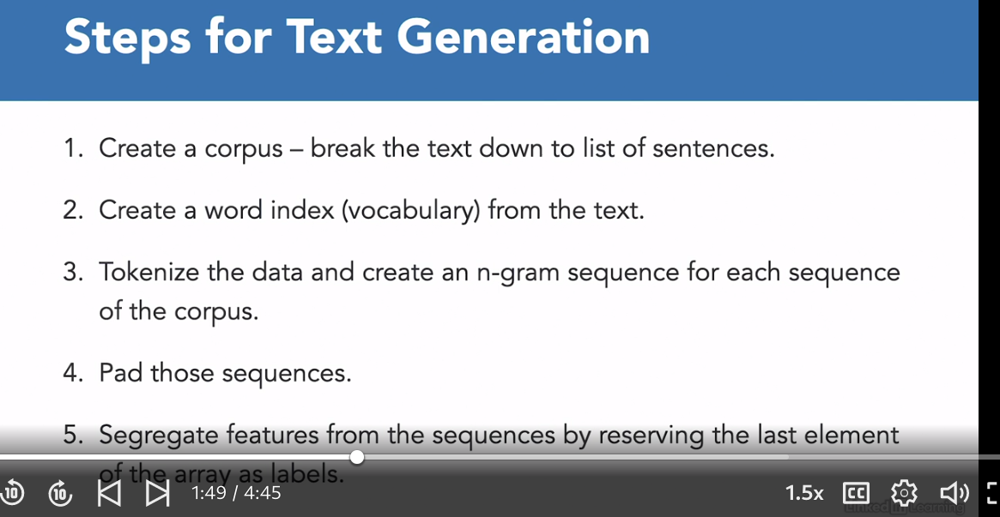 Steps for Text Generation
1. Create a corpus – break the text down to list of sentences.
2. Create a word index (vocabulary) from the text.
3. Tokenize the data and create an n-gram sequence for each sequence
of the corpus.
4. Pad those sequences.
5. Segregate features from the sequences by reserving the last element
of the array as labels.
10 10 1:49 / 4:45 1.5x CC
LinkedIn Learning